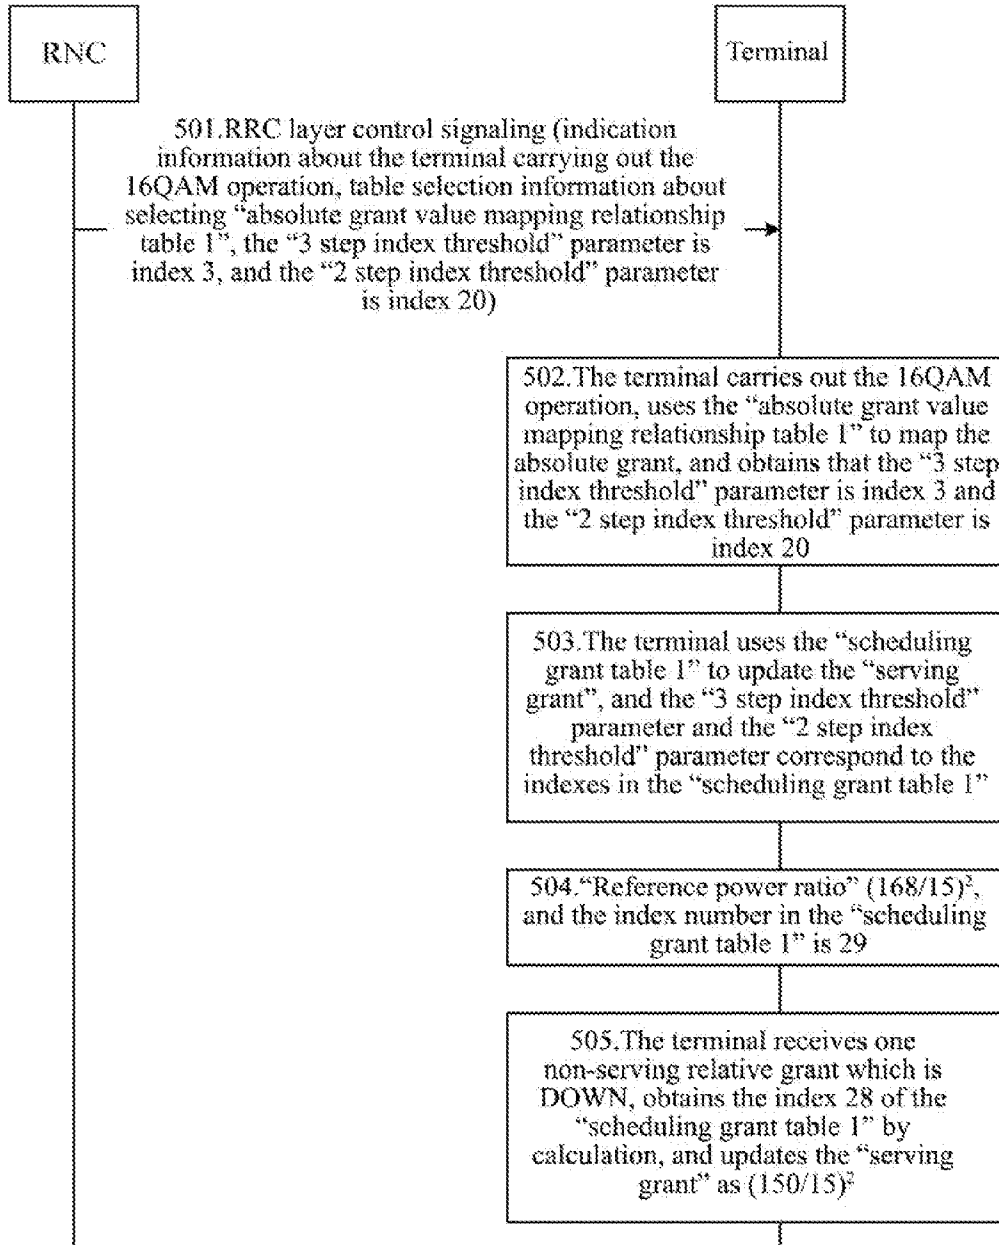 RNC
Terminal
501.RRC layer control signaling (indication
information about the terminal carrying out the
16QAM operation, table selection information about
selecting “absolute grant value mapping relationship
table 1”, the “3 step index threshold” parameter is
index 3, and the “2 step index threshold” parameter
is index 20)
502.The terminal carries out the 16QAM
operation, uses the “absolute grant value
mapping relationship table 1” to map the
absolute grant, and obtains that the “3 step
index threshold” parameter is index 3 and
the “2 step index threshold” parameter is
index 20
503.The terminal uses the “scheduling
grant table 1” to update the “serving
grant”, and the “3 step index threshold”
parameter and the “2 step index
threshold” parameter correspond to the
indexes in the “scheduling grant table 1”
504.“Reference power ratio” (168/15)²,
and the index number in the “scheduling
grant table 1” is 29
505.The terminal receives one
non-serving relative grant which is
DOWN, obtains the index 28 of the
“scheduling grant table 1” by
calculation, and updates the “serving
grant” as (150/15)²